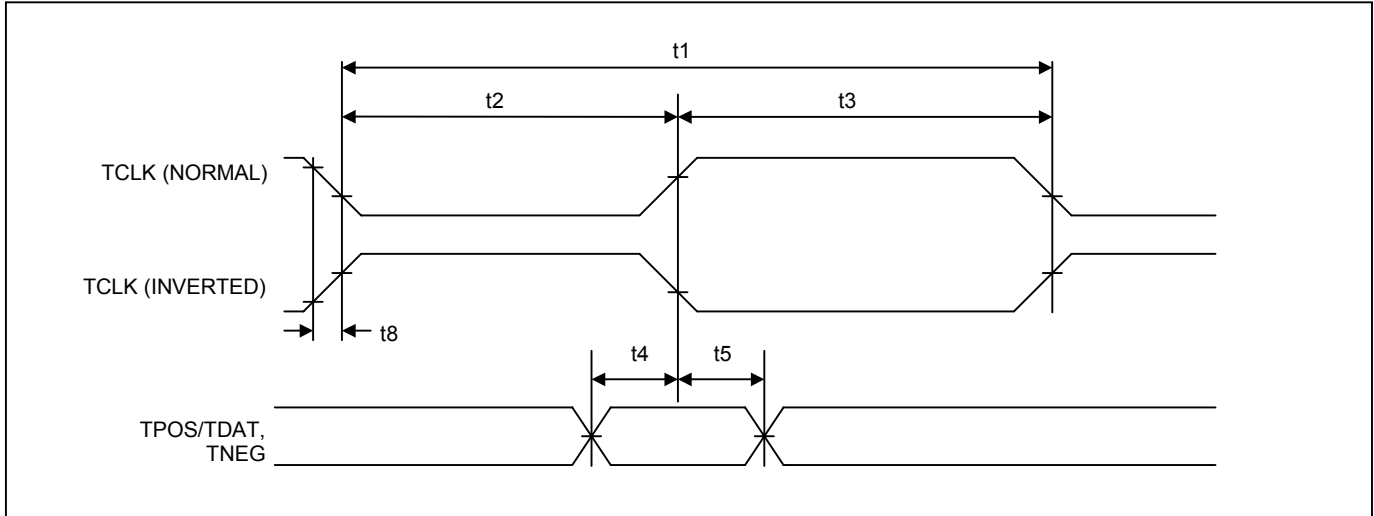 t1
t2
t3
TCLK (NORMAL)
TCLK (INVERTED)
t8
t4
t5
TPOS/TDAT,
TNEG